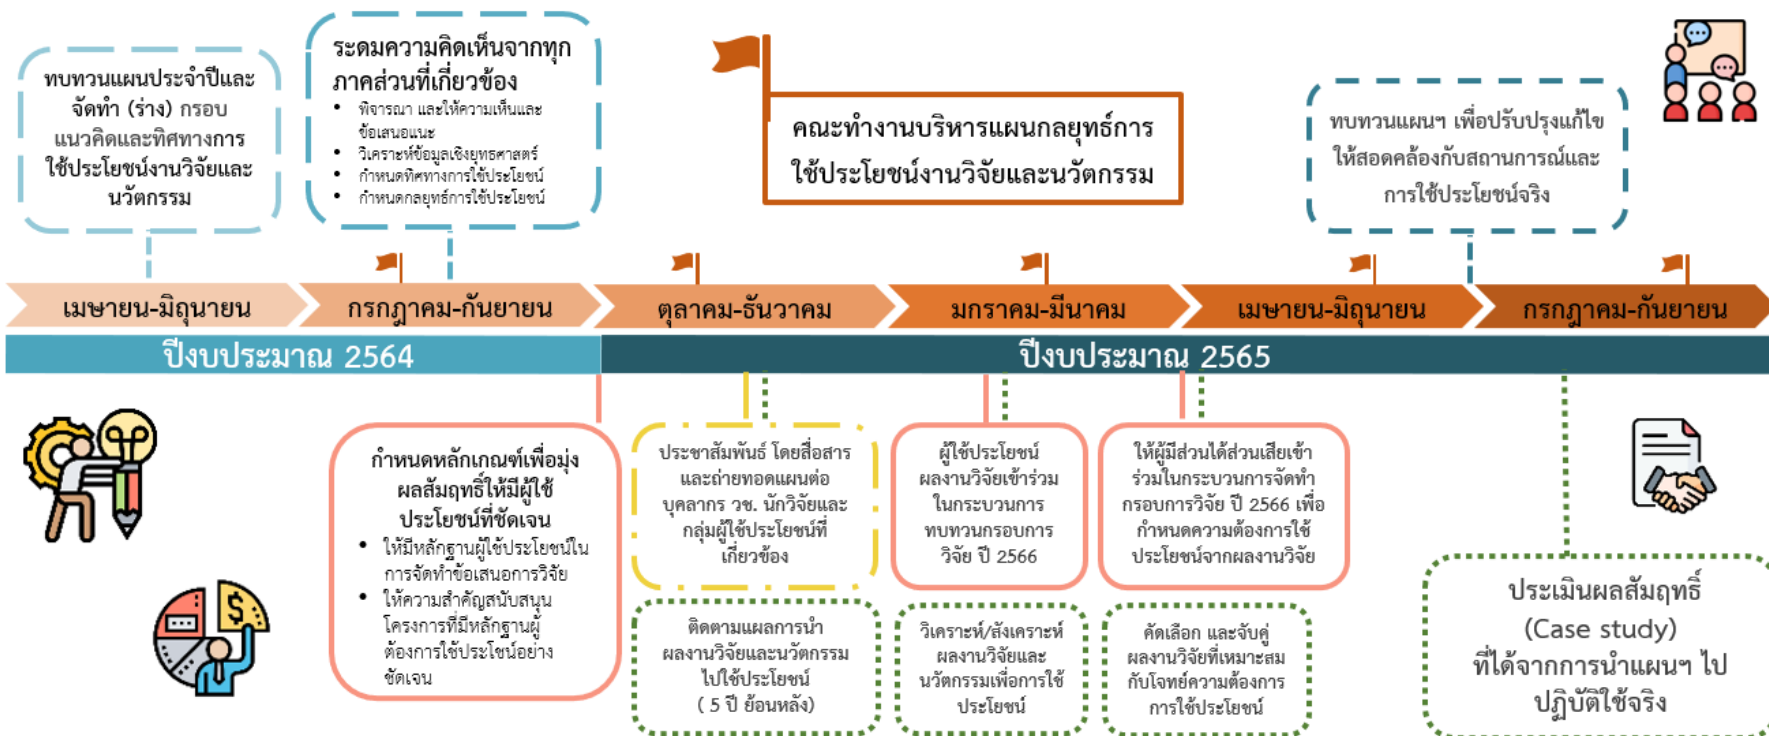 ทบทวนแผนประจำปีและ
จัดทำ (ร่าง) กรอบ
แนวคิดและทิศทางการ
ใช้ประโยชน์งานวิจัยและ
นวัตกรรม
ระดมความคิดเห็นจากทุก
ภาคส่วนที่เกี่ยวข้อง
• พิจารณา และให้ความเห็นและ
ข้อเสนอแนะ
• วิเคราะห์ข้อมูลเชิงยุทธศาสตร์
• กำหนดทิศทางการใช้ประโยชน์
• กำหนดกลยุทธ์การใช้ประโยชน์
คณะทำงานบริหารแผนกลยุทธ์การ
ใช้ประโยชน์งานวิจัยและนวัตกรรม
ทบทวนแผนฯ เพื่อปรับปรุงแก้ไข
ให้สอดคล้องกับสถานการณ์และ
การใช้ประโยชน์จริง
เมษายน-มิถุนายน
กรกฎาคม-กันยายน
ตุลาคม-ธันวาคม
มกราคม-มีนาคม
เมษายน-มิถุนายน
กรกฎาคม-กันยายน
ปีงบประมาณ 2564
ปีงบประมาณ 2565
กำหนดหลักเกณฑ์เพื่อมุ่ง
ผลสัมฤทธิ์ให้มีผู้ใช้
ประโยชน์ที่ชัดเจน
• ให้มีหลักฐานผู้ใช้ประโยชน์ใน
การจัดทำข้อเสนอการวิจัย
• ให้ความสำคัญสนับสนุน
โครงการที่มีหลักฐานผู้
ต้องการใช้ประโยชน์อย่าง
ชัดเจน
ประชาสัมพันธ์ โดยสื่อสาร
และถ่ายทอดแผนต่อ
บุคลากร วช. นักวิจัยและ
กลุ่มผู้ใช้ประโยชน์ที่
เกี่ยวข้อง
ติดตามแผลการนำ
ผลงานวิจัยและนวัตกรรม
ไปใช้ประโยชน์
( 5 ปี ย้อนหลัง)
ผู้ใช้ประโยชน์
ผลงานวิจัยเข้าร่วม
ในกระบวนการ
ทบทวนกรอบการ
วิจัย ปี 2566
วิเคราะห์/สังเคราะห์
ผลงานวิจัยและ
นวัตกรรมเพื่อการใช้
ประโยชน์
ให้ผู้มีส่วนได้ส่วนเสียเข้า
ร่วมในกระบวนการจัดทำ
กรอบการวิจัย ปี 2566 เพื่อ
กำหนดความต้องการใช้
ประโยชน์จากผลงานวิจัย
คัดเลือก และจับคู่
ผลงานวิจัยที่เหมาะสม
กับโจทย์ความต้องการ
การใช้ประโยชน์
ประเมินผลสัมฤทธิ์
(Case study)
ที่ได้จากการนำแผนฯ ไป
ปฏิบัติใช้จริง